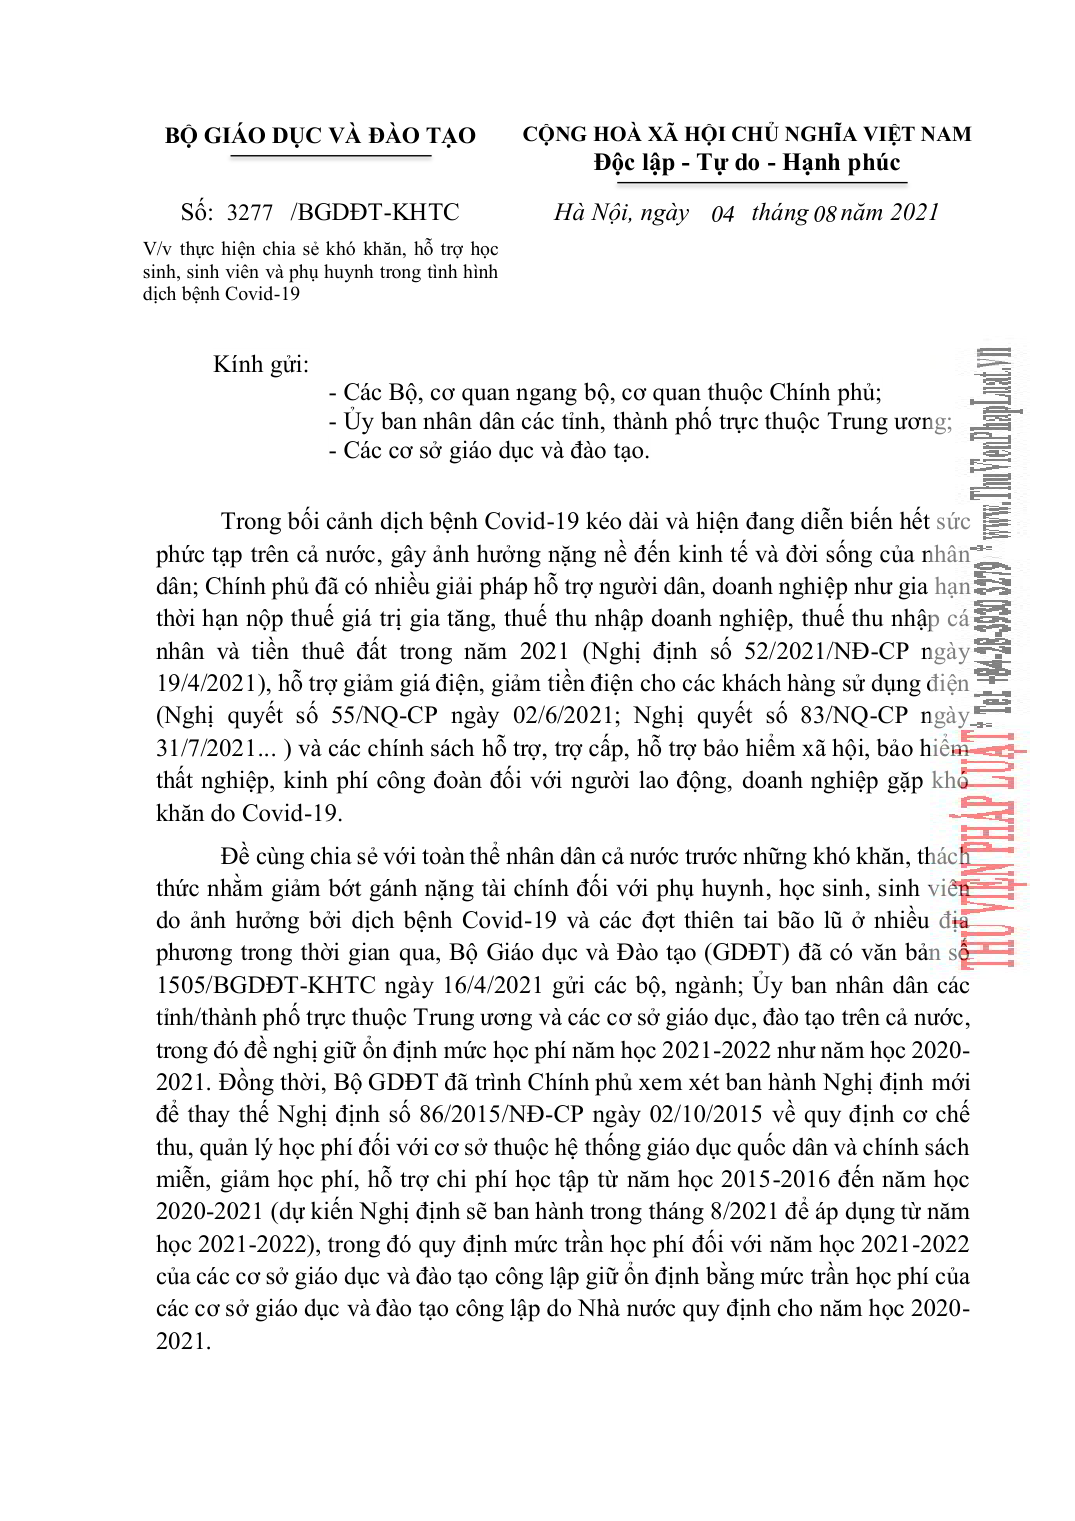 BỘ GIÁO DỤC VÀ ĐÀO TẠO
CỘNG HOÀ XÃ HỘI CHỦ NGHĨA VIỆT NAM
Độc lập - Tự do - Hạnh phúc
Số: 3277 /BGDĐT-KHTC
Hà Nội, ngày 04 tháng 08 năm 2021
V/v thực hiện chia sẻ khó khăn, hỗ trợ học
sinh, sinh viên và phụ huynh trong tình hình
dịch bệnh Covid-19
Kính gửi:
- Các Bộ, cơ quan ngang bộ, cơ quan thuộc Chính phủ;
- Ủy ban nhân dân các tỉnh, thành phố trực thuộc Trung ương;
- Các cơ sở giáo dục và đào tạo.
Trong bối cảnh dịch bệnh Covid-19 kéo dài và hiện đang diễn biến hết sức
phức tạp trên cả nước, gây ảnh hưởng nặng nề đến kinh tế và đời sống của nhân
dân; Chính phủ đã có nhiều giải pháp hỗ trợ người dân, doanh nghiệp như gia hạn
thời hạn nộp thuế giá trị gia tăng, thuế thu nhập doanh nghiệp, thuế thu nhập cá
nhân và tiền thuê đất trong năm 2021 (Nghị định số 52/2021/NĐ-CP ngày
19/4/2021), hỗ trợ giảm giá điện, giảm tiền điện cho các khách hàng sử dụng điện
(Nghị quyết số 55/NQ-CP ngày 02/6/2021; Nghị quyết số 83/NQ-CP ngày
31/7/2021... ) và các chính sách hỗ trợ, trợ cấp, hỗ trợ bảo hiểm xã hội, bảo hiểm
thất nghiệp, kinh phí công đoàn đối với người lao động, doanh nghiệp gặp khó
khăn do Covid-19.
Để cùng chia sẻ với toàn thể nhân dân cả nước trước những khó khăn, thách
thức nhằm giảm bớt gánh nặng tài chính đối với phụ huynh, học sinh, sinh viên
do ảnh hưởng bởi dịch bệnh Covid-19 và các đợt thiên tai bão lũ ở nhiều địa
phương trong thời gian qua, Bộ Giáo dục và Đào tạo (GDĐT) đã có văn bản số
1505/BGDĐT-KHTC ngày 16/4/2021 gửi các bộ, ngành; Ủy ban nhân dân các
tỉnh/thành phố trực thuộc Trung ương và các cơ sở giáo dục, đào tạo trên cả nước,
trong đó đề nghị giữ ổn định mức học phí năm học 2021-2022 như năm học 2020-
2021. Đồng thời, Bộ GDĐT đã trình Chính phủ xem xét ban hành Nghị định mới
để thay thế Nghị định số 86/2015/NĐ-CP ngày 02/10/2015 về quy định cơ chế
thu, quản lý học phí đối với cơ sở thuộc hệ thống giáo dục quốc dân và chính sách
miễn, giảm học phí, hỗ trợ chi phí học tập từ năm học 2015-2016 đến năm học
2020-2021 (dự kiến Nghị định sẽ ban hành trong tháng 8/2021 để áp dụng từ năm
học 2021-2022), trong đó quy định mức trần học phí đối với năm học 2021-2022
của các cơ sở giáo dục và đào tạo công lập giữ ổn định bằng mức trần học phí của
các cơ sở giáo dục và đào tạo công lập do Nhà nước quy định cho năm học 2020-
2021.
THƯ VIỆN PHÁP LUẬT * Tel: +84-28-3930 3279 * www.ThuVienPhapLuat.vn